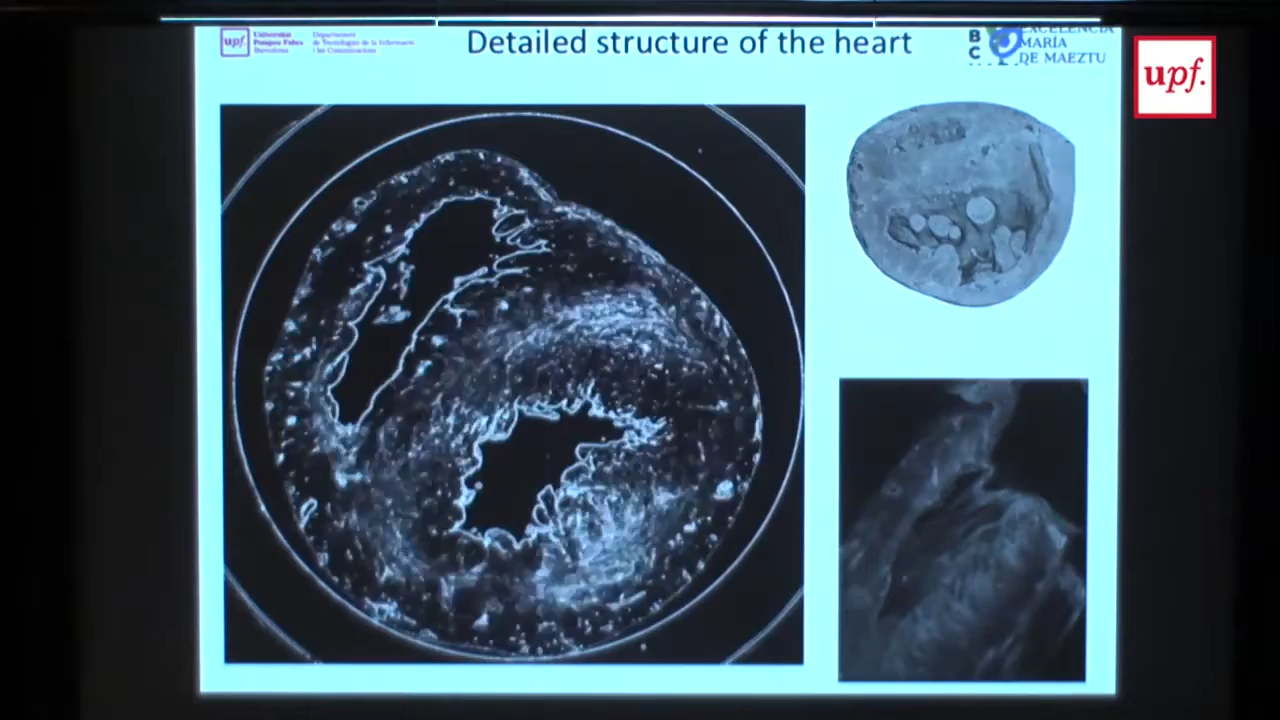 upf.
Universitat
Pompeu Fabra
Barcelona
Departament
de Tecnologies de la Informació
i les Comunicacions
Detailed structure of the heart
B
C
EXCELENCIA
MARÍA
DE MAEZTU
upf.